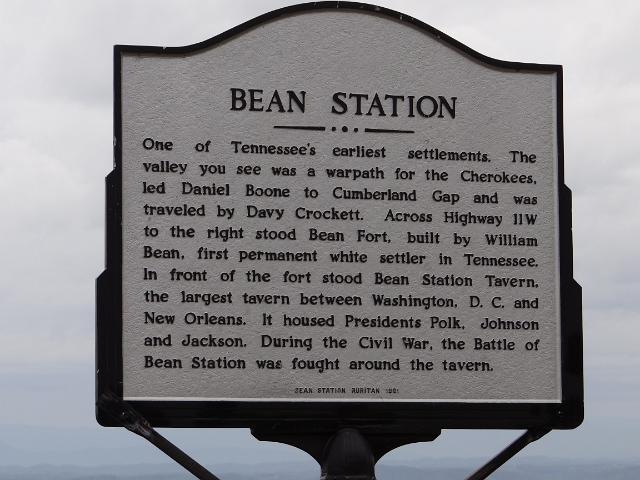 BEAN STATION
One of Tennessee's earliest settlements. The
valley you see was a warpath for the Cherokees,
led Daniel Boone to Cumberland Gap and was
traveled by Davy Crockett. Across Highway 11W
to the right stood Bean Fort, built by William
Bean, first permanent white settler in Tennessee.
In front of the fort stood Bean Station Tavern,
the largest tavern between Washington, D. C. and
New Orleans. It housed Presidents Polk, Johnson
and Jackson. During the Civil War, the Battle of
Bean Station was fought around the tavern.
BEAN STATION RURITAN